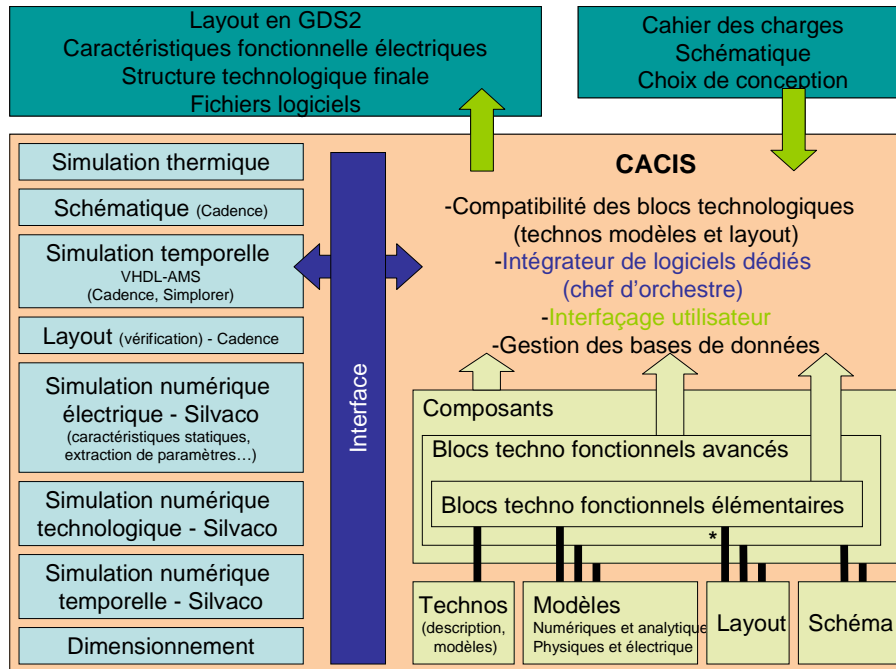 Layout en GDS2
Caractéristiques fonctionnelle électriques
Structure technologique finale
Fichiers logiciels
Cahier des charges
Schématique
Choix de conception
Simulation thermique
Schématique (Cadence)
Simulation temporelle
VHDL-AMS
(Cadence, Simplorer)
Layout (vérification) - Cadence
Simulation numérique
électrique - Silvaco
(caractéristiques statiques,
extraction de paramètres…)
Simulation numérique
technologique - Silvaco
Simulation numérique
temporelle - Silvaco
Dimensionnement
Interface
CACIS
-Compatibilité des blocs technologiques
(technos modèles et layout)
-Intégrateur de logiciels dédiés
(chef d'orchestre)
-Interfaçage utilisateur
-Gestion des bases de données
Composants
Blocs techno fonctionnels avancés
Blocs techno fonctionnels élémentaires
*
Technos
(description,
modèles)
Modèles
Numériques et analytique
Physiques et électrique
Layout
Schéma